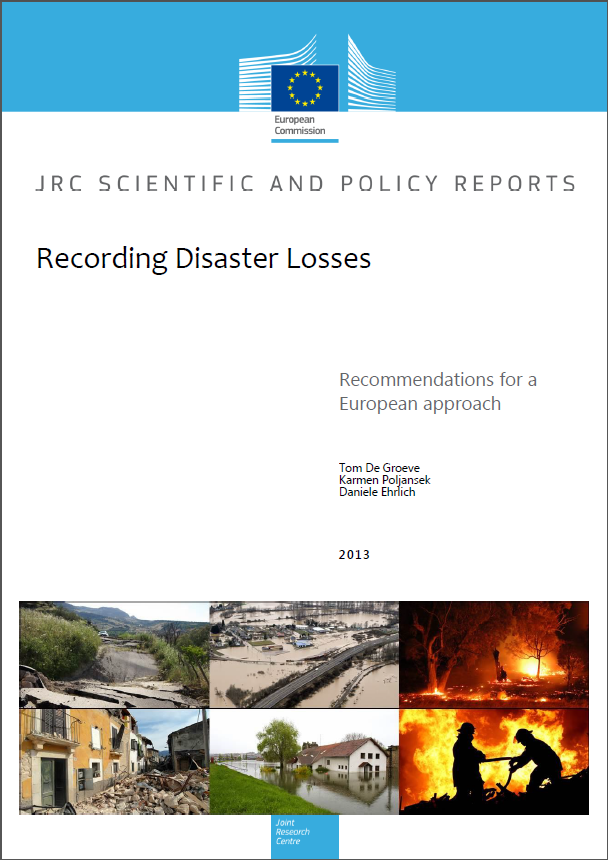 European
Commission
JRC SCIENTIFIC AND POLICY REPORTS
Recording Disaster Losses
Recommendations for a
European approach
Tom De Groeve
Karmen Poljansek
Daniele Ehrlich
2013
Joint
Research
Centre